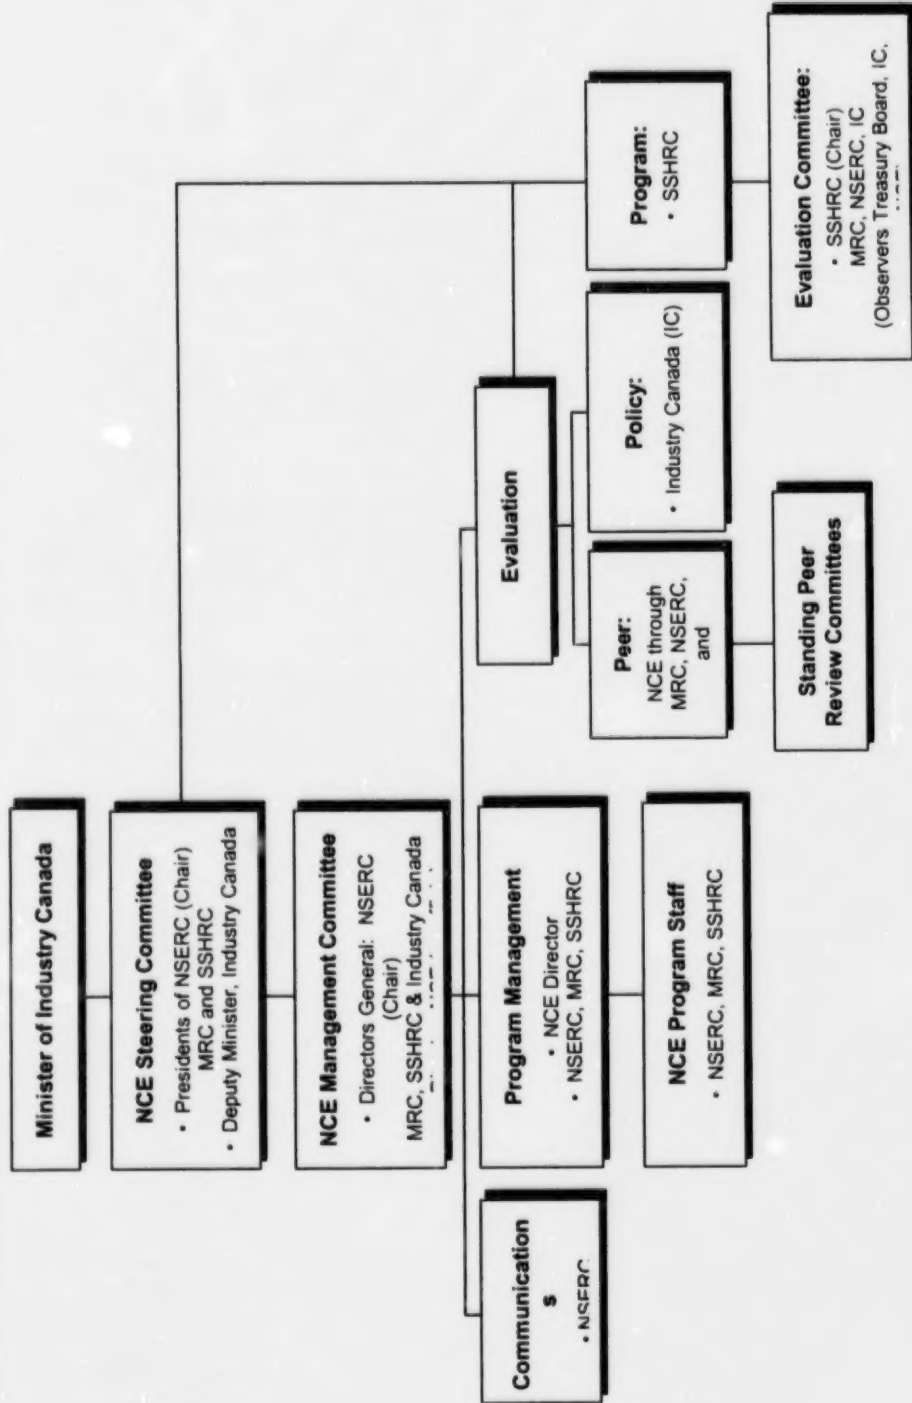 Minister of Industry Canada
NCE Steering Committee
• Presidents of NSERC (Chair)
MRC and SSHRC
• Deputy Minister, Industry Canada
NCE Management Committee
• Directors General: NSERC
(Chair)
MRC, SSHRC & Industry Canada
Communication
s
• NSERC
Program Management
• NCE Director
• NSERC, MRC, SSHRC
NCE Program Staff
• NSERC, MRC, SSHRC
Evaluation
Peer:
NCE through
MRC, NSERC,
and
Standing Peer
Review Committees
Policy:
• Industry Canada (IC)
Program:
• SSHRC
Evaluation Committee:
• SSHRC (Chair)
MRC, NSERC, IC
(Observers Treasury Board, IC,